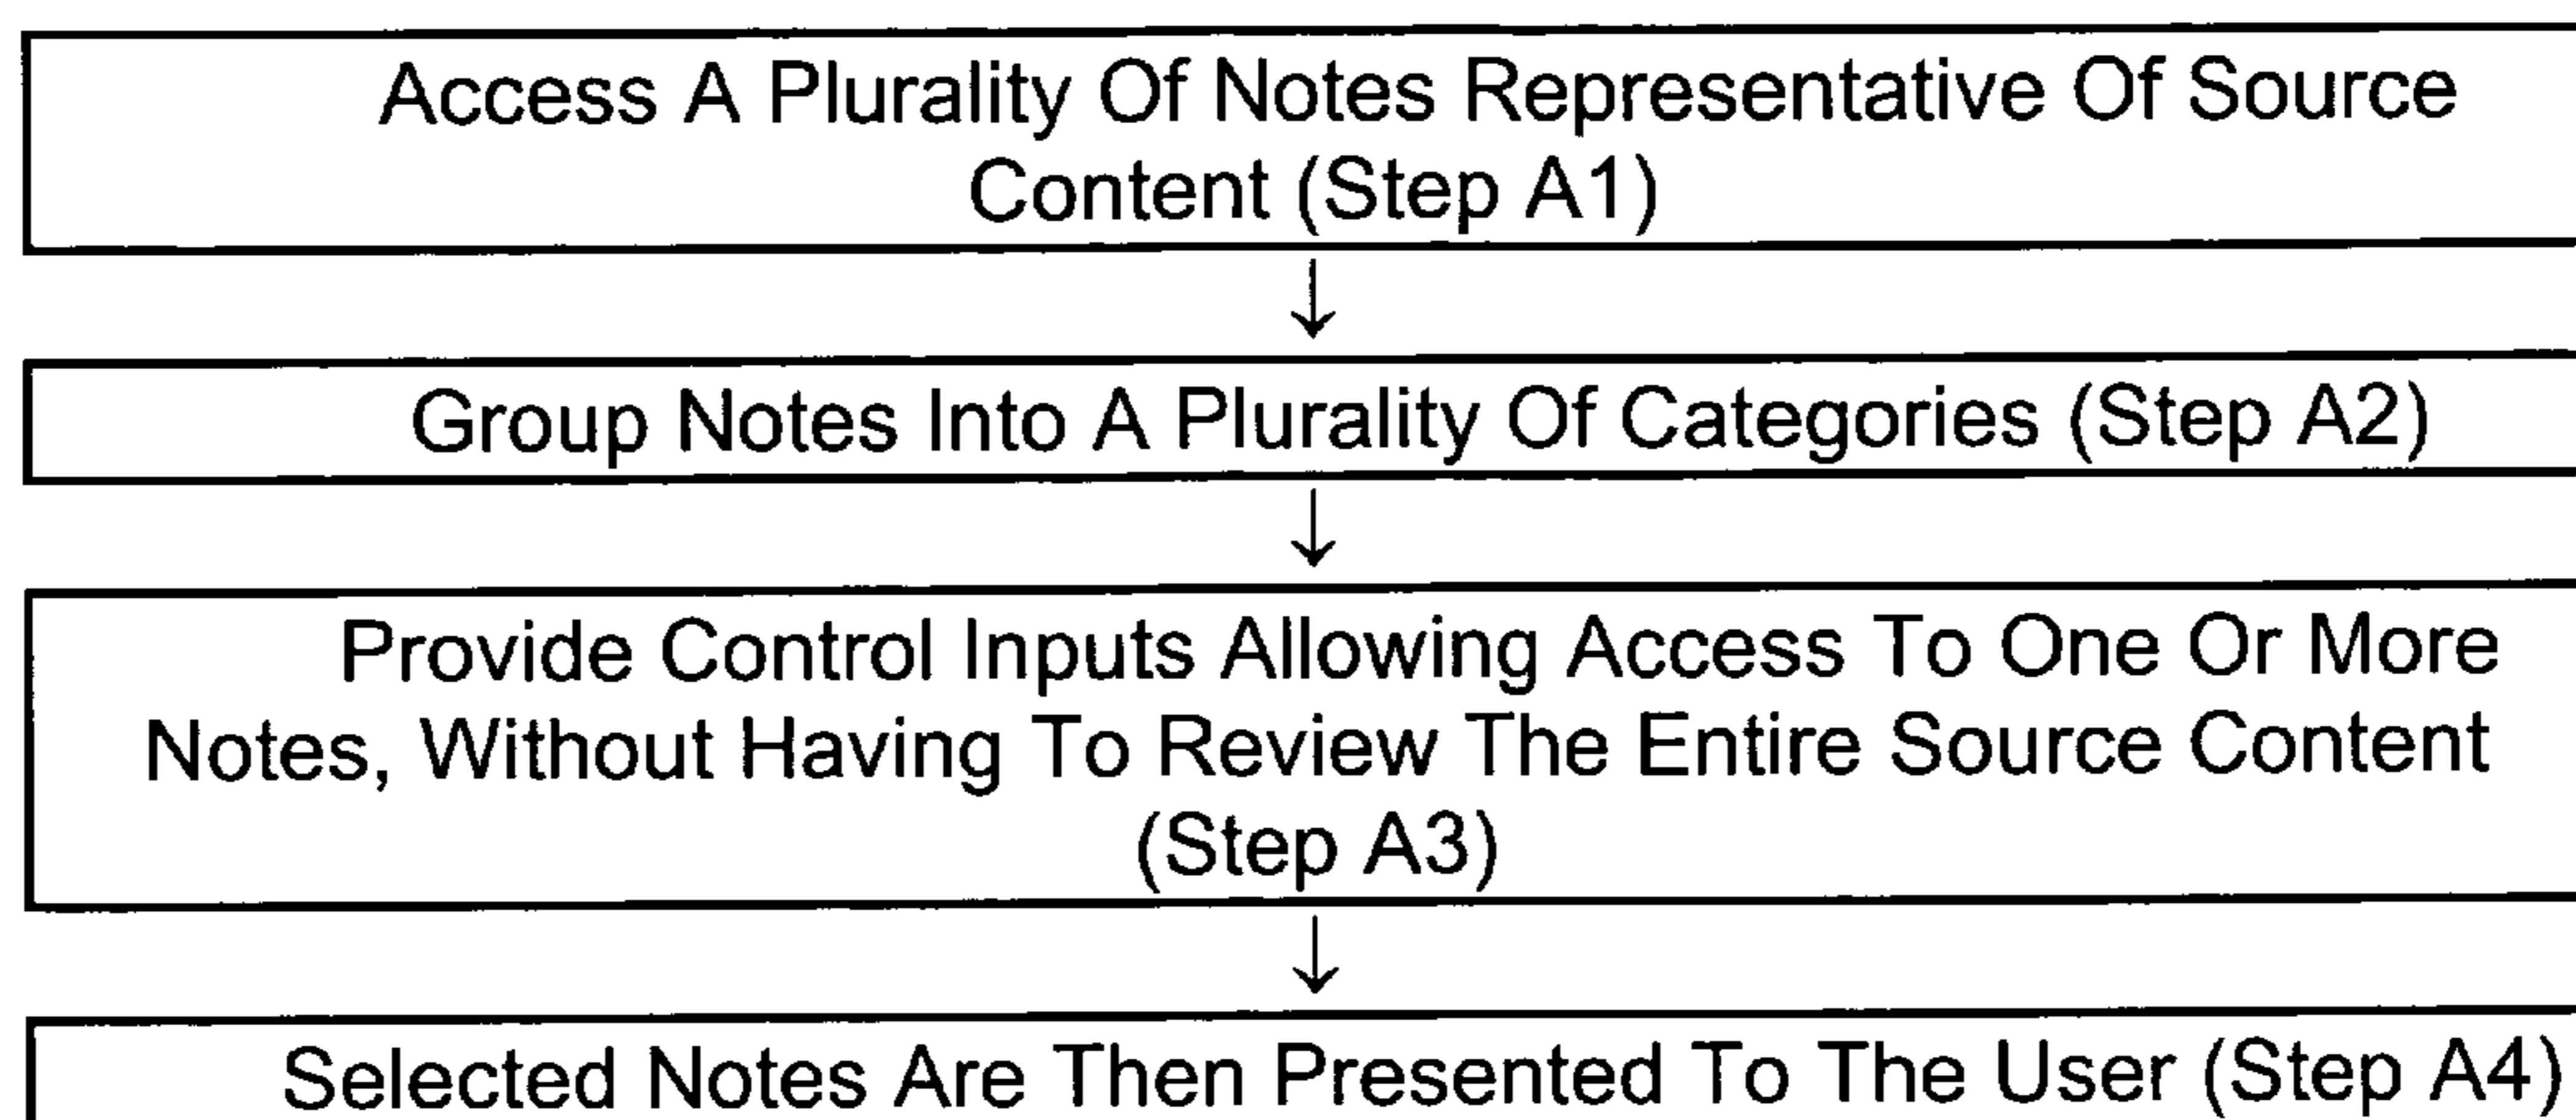 Access A Plurality Of Notes Representative Of Source
Content (Step A1)
Group Notes Into A Plurality Of Categories (Step A2)
Provide Control Inputs Allowing Access To One Or More
Notes, Without Having To Review The Entire Source Content
(Step A3)
Selected Notes Are Then Presented To The User (Step A4)